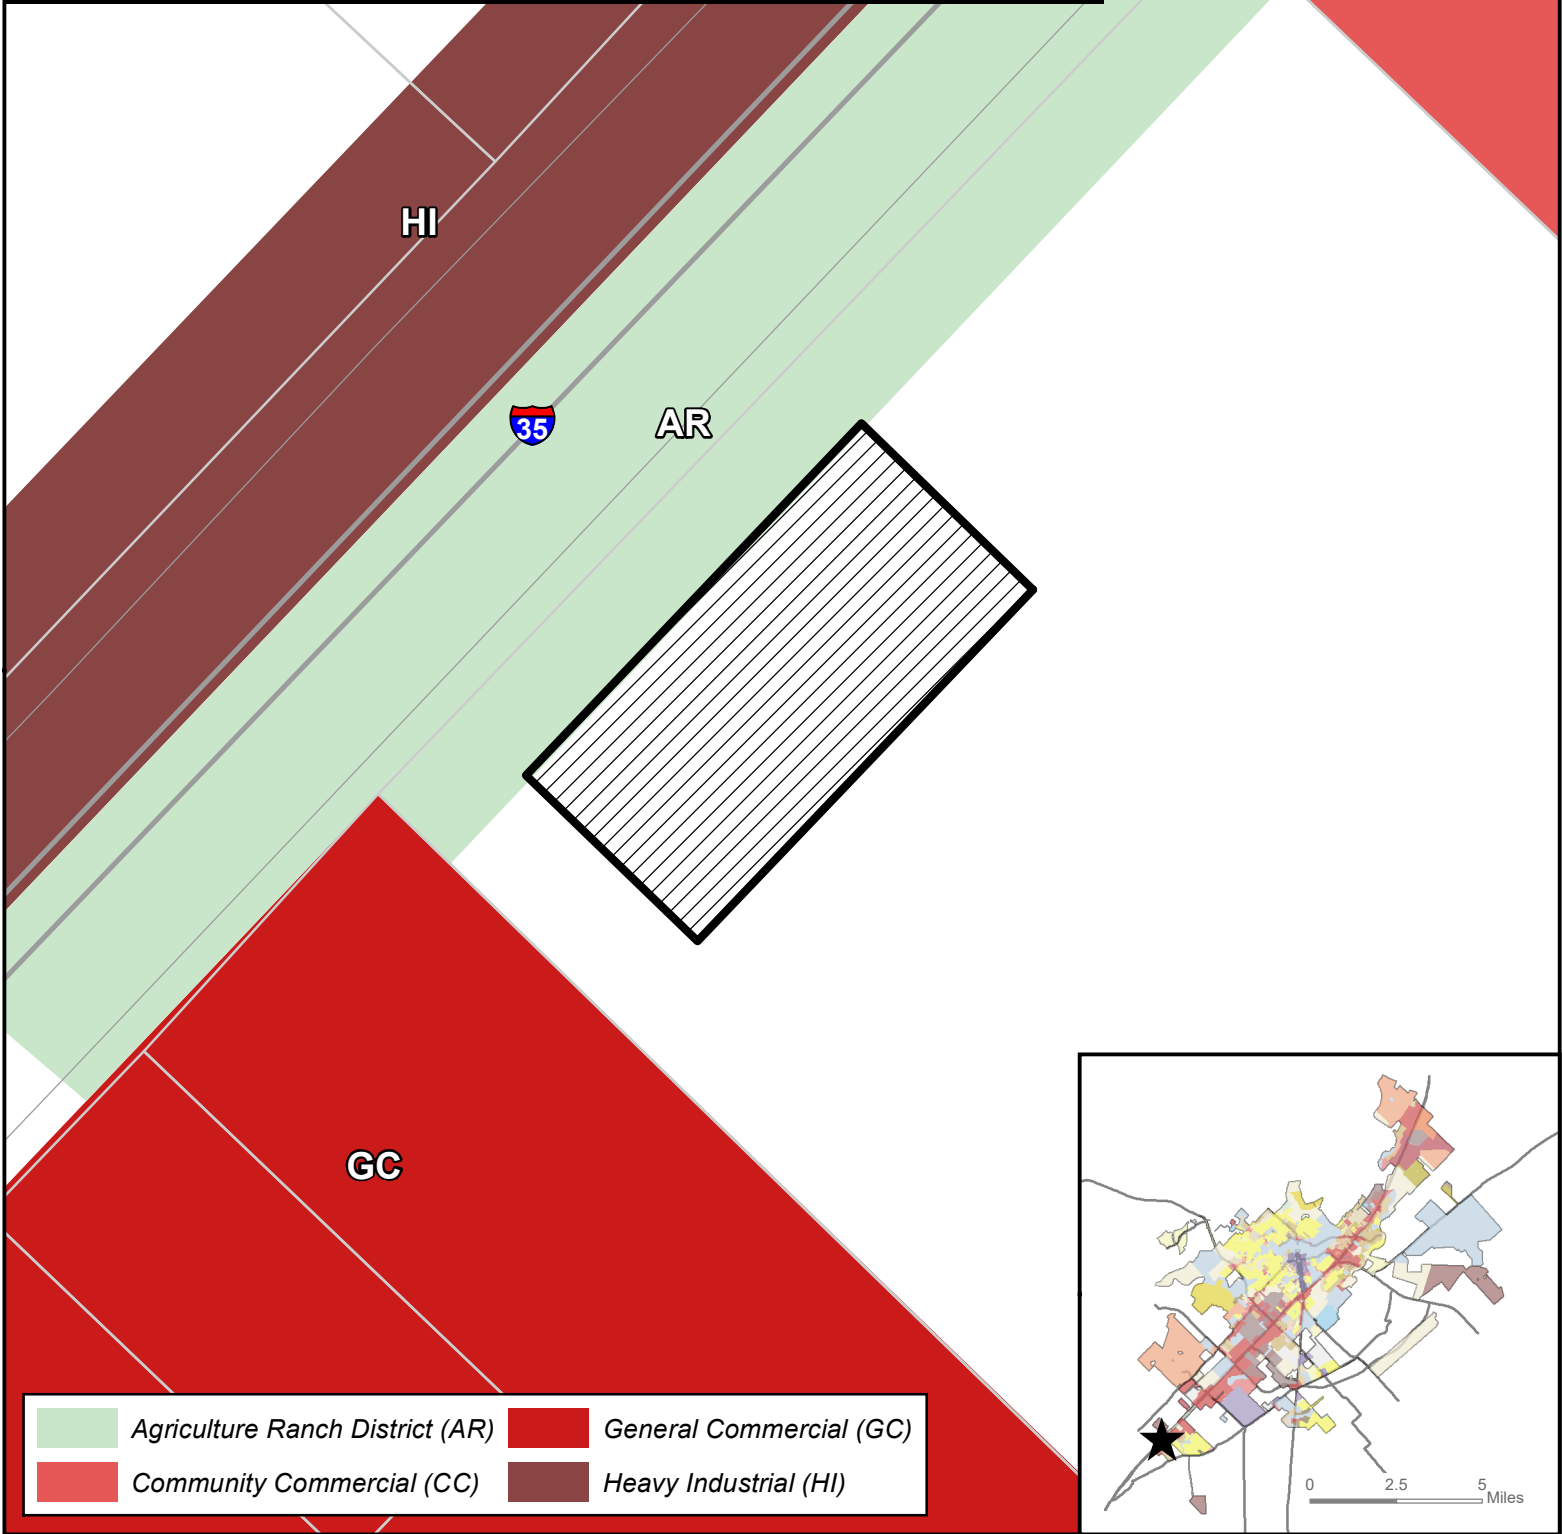 HI
35
AR
GC
Agriculture Ranch District (AR)
General Commercial (GC)
Community Commercial (CC)
Heavy Industrial (HI)
0 2.5 5
Miles